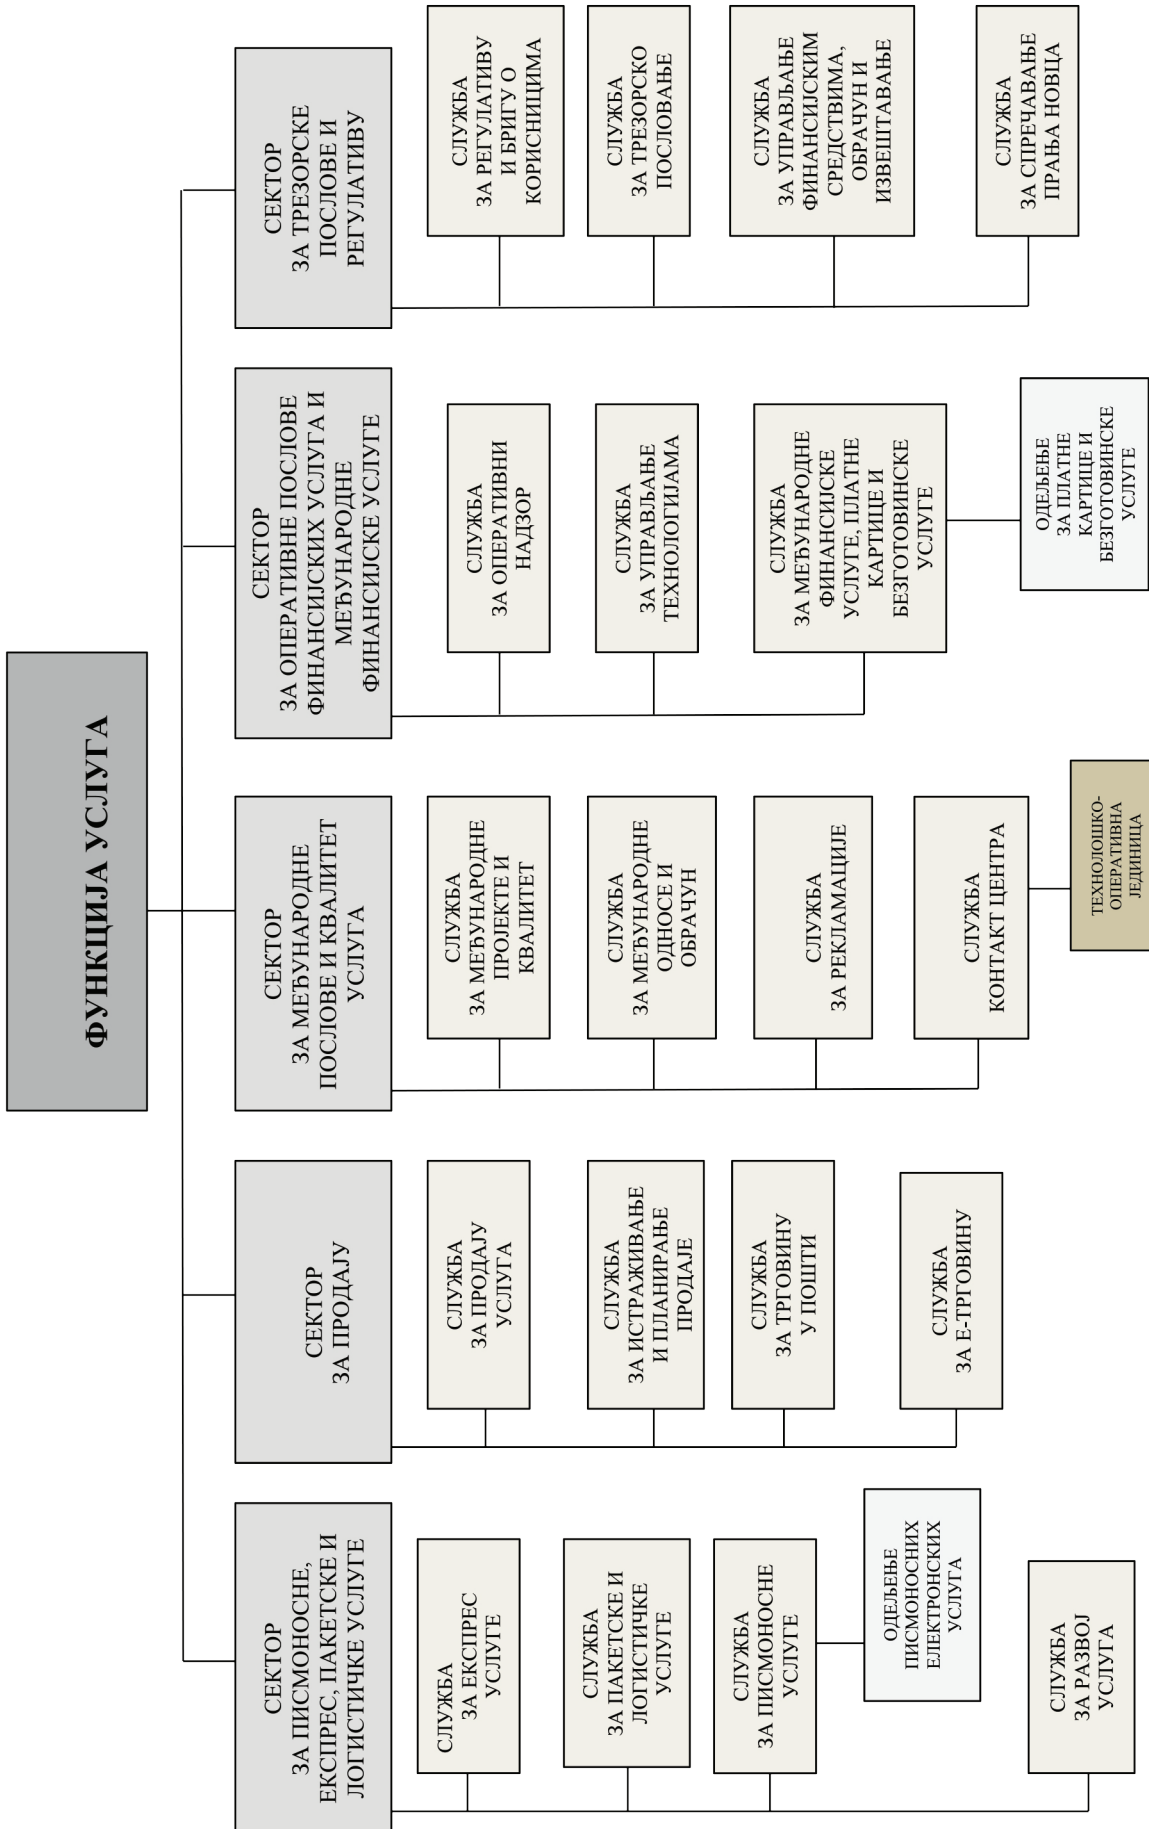 ФУНКЦИЈА УСЛУГА
СЕКТОР
ЗА ПИСМОНОСНЕ,
ЕКСПРЕС, ПАКЕТСКЕ И
ЛОГИСТИЧКЕ УСЛУГЕ
СЛУЖБА
ЗА ЕКСПРЕС
УСЛУГЕ
СЛУЖБА
ЗА ПАКЕТСКЕ И
ЛОГИСТИЧКЕ
УСЛУГЕ
СЛУЖБА
ЗА ПИСМОНОСНЕ
УСЛУГЕ
ОДЕЉЕЊЕ
ПИСМОНОСНИХ
ЕЛЕКТРОНСКИХ
УСЛУГА
СЛУЖБА
ЗА РАЗВОЈ
УСЛУГА
СЕКТОР
ЗА ПРОДАЈУ
СЛУЖБА
ЗА ПРОДАЈУ
УСЛУГА
СЛУЖБА
ЗА ИСТРАЖИВАЊЕ
И ПЛАНИРАЊЕ
ПРОДАЈЕ
СЛУЖБА
ЗА ТРГОВИНУ
У ПОШТИ
СЛУЖБА
ЗА Е-ТРГОВИНУ
СЕКТОР
ЗА МЕЂУНАРОДНЕ
ПОСЛОВЕ И КВАЛИТЕТ
УСЛУГА
СЛУЖБА
ЗА МЕЂУНАРОДНЕ
ПРОЈЕКТЕ И
КВАЛИТЕТ
СЛУЖБА
ЗА МЕЂУНАРОДНЕ
ОДНОСЕ И
ОБРАЧУН
СЛУЖБА
ЗА РЕКЛАМАЦИЈЕ
СЛУЖБА
КОНТАКТ ЦЕНТРА
ТЕХНОЛОШКО-
ОПЕРАТИВНА
ЈЕДИНИЦА
СЕКТОР
ЗА ОПЕРАТИВНЕ ПОСЛОВЕ
ФИНАНСИЈСКИХ УСЛУГА И
МЕЂУНАРОДНЕ
ФИНАНСИЈСКЕ УСЛУГЕ
СЛУЖБА
ЗА ОПЕРАТИВНИ
НАДЗОР
СЛУЖБА
ЗА УПРАВЉАЊЕ
ТЕХНОЛОГИЈАМА
СЛУЖБА
ЗА МЕЂУНАРОДНЕ
ФИНАНСИЈСКЕ
УСЛУГЕ, ПЛАТНЕ
КАРТИЦЕ И
БЕЗГОТОВИНСКЕ
УСЛУГЕ
ОДЕЉЕЊЕ
ЗА ПЛАТНЕ
КАРТИЦЕ И
БЕЗГОТОВИНСКЕ
УСЛУГЕ
СЕКТОР
ЗА ТРЕЗОРСКЕ
ПОСЛОВЕ И
РЕГУЛАТИВУ
СЛУЖБА
ЗА РЕГУЛАТИВУ
И БРИГУ О
КОРИСНИЦИМА
СЛУЖБА
ЗА ТРЕЗОРСКО
ПОСЛОВАЊЕ
СЛУЖБА
ЗА УПРАВЉАЊЕ
ФИНАНСИЈСКИМ
СРЕДСТВИМА,
ОБРАЧУН И
ИЗВЕШТАВАЊЕ
СЛУЖБА
ЗА СПРЕЧАВАЊЕ
ПРАЊА НОВЦА